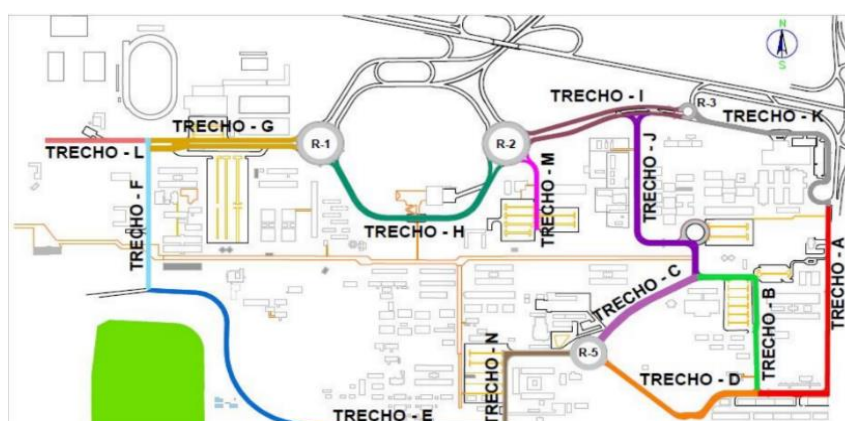 N
S
TRECHO - I
R-3
TRECHO - K
TRECHO - G
R-1
R-2
TRECHO - L
TRECHO - J
TRECHO - M
TRECHO - F
TRECHO - H
TRECHO - A
TRECHO - C
TRECHO - B
TRECHO - N
R-5
TRECHO - D
TRECHO - E